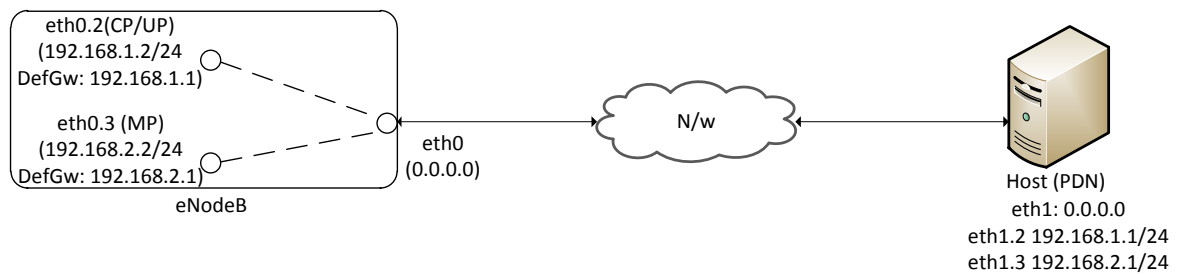 eth0.2(CP/UP)
(192.168.1.2/24
DefGw: 192.168.1.1)
eth0.3 (MP)
(192.168.2.2/24
DefGw: 192.168.2.1)
eNodeB
eth0
(0.0.0.0)
N/w
Host (PDN)
eth1: 0.0.0.0
eth1.2 192.168.1.1/24
eth1.3 192.168.2.1/24